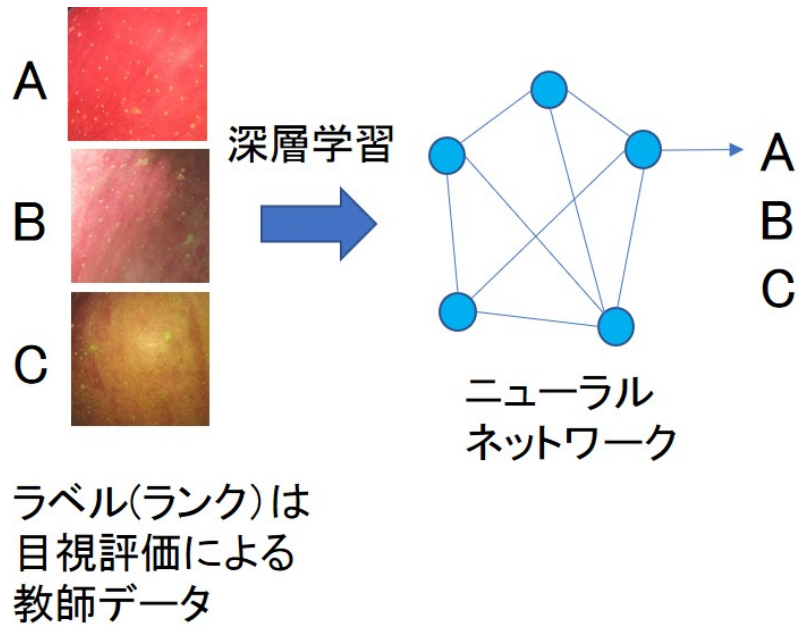 A
B
C
深層学習
A
B
C
ニューラル
ネットワーク
ラベル(ランク)は
目視評価による
教師データ